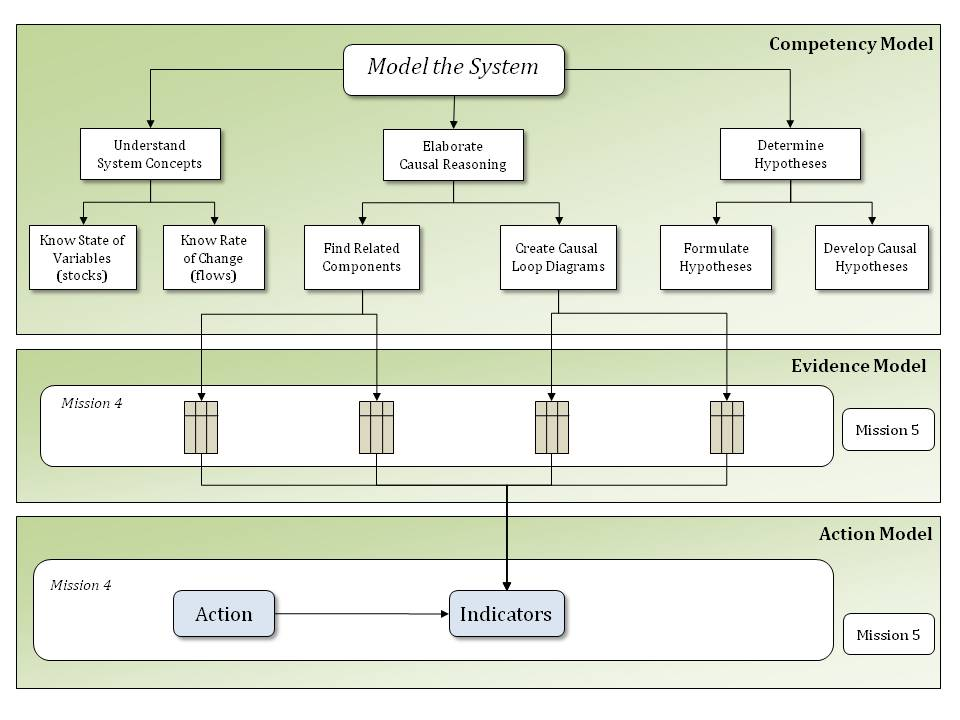 Competency Model
Model the System
Understand
System Concepts
Elaborate
Causal Reasoning
Determine
Hypotheses
Know State of
Variables
(stocks)
Know Rate
of Change
(flows)
Find Related
Components
Create Causal
Loop Diagrams
Formulate
Hypotheses
Develop Causal
Hypotheses
Evidence Model
Mission 4
Mission 5
Action Model
Mission 4
Action
Indicators
Mission 5